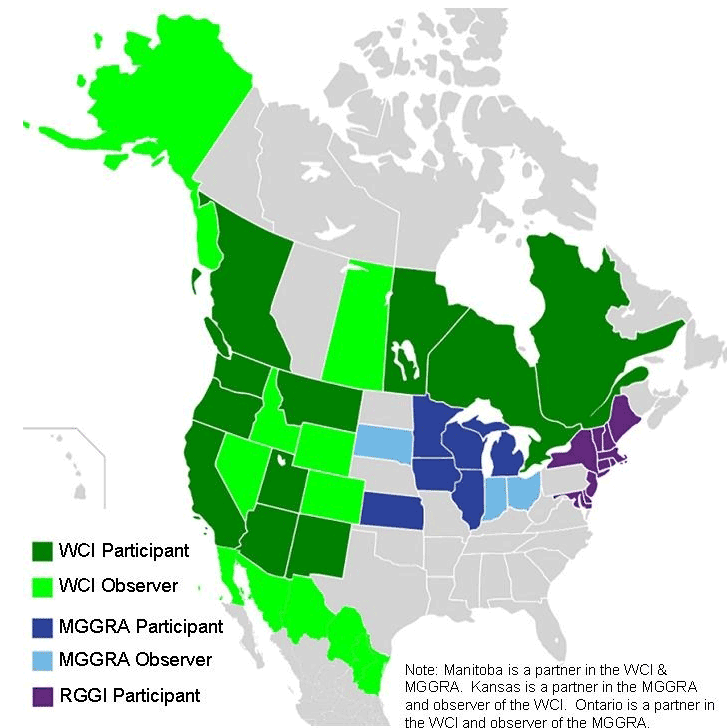 WCI Participant
WCI Observer
MGGRA Participant
MGGRA Observer
RGGI Participant
Note: Manitoba is a partner in the WCI &
MGGRA. Kansas is a partner in the MGGRA
and observer of the WCI. Ontario is a partner in
the WCI and observer of the MGGRA.